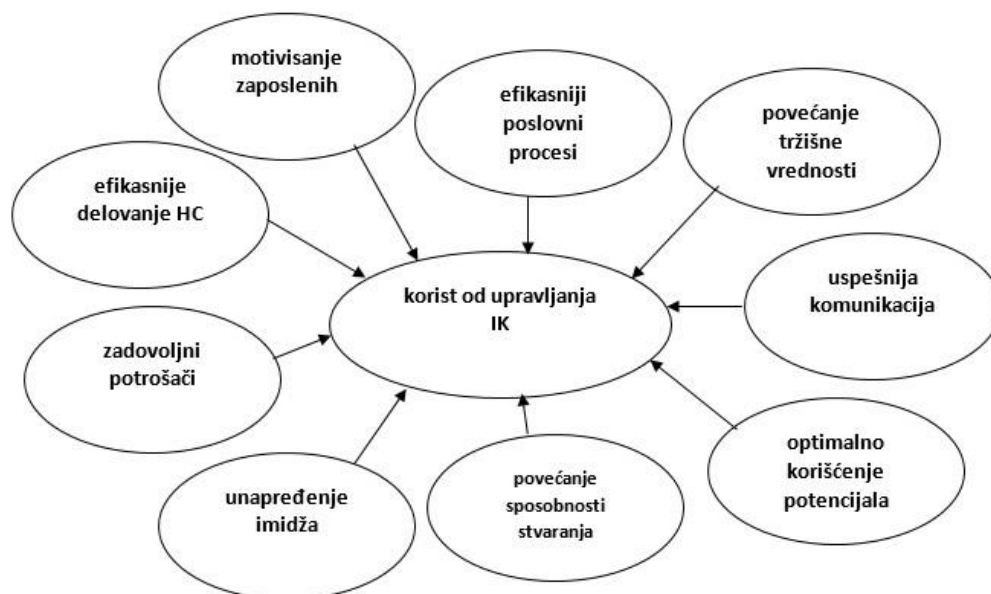 motivisanje
zaposlenih
efikasniji
poslovni
procesi
povećanje
tržišne
vrednosti
efikasnije
delovanje HC
korist od upravljanja
IK
uspešnija
komunikacija
zadovoljni
potrošači
optimalno
korišćenje
potencijala
unapređenje
imidža
povećanje
sposobnosti
stvaranja